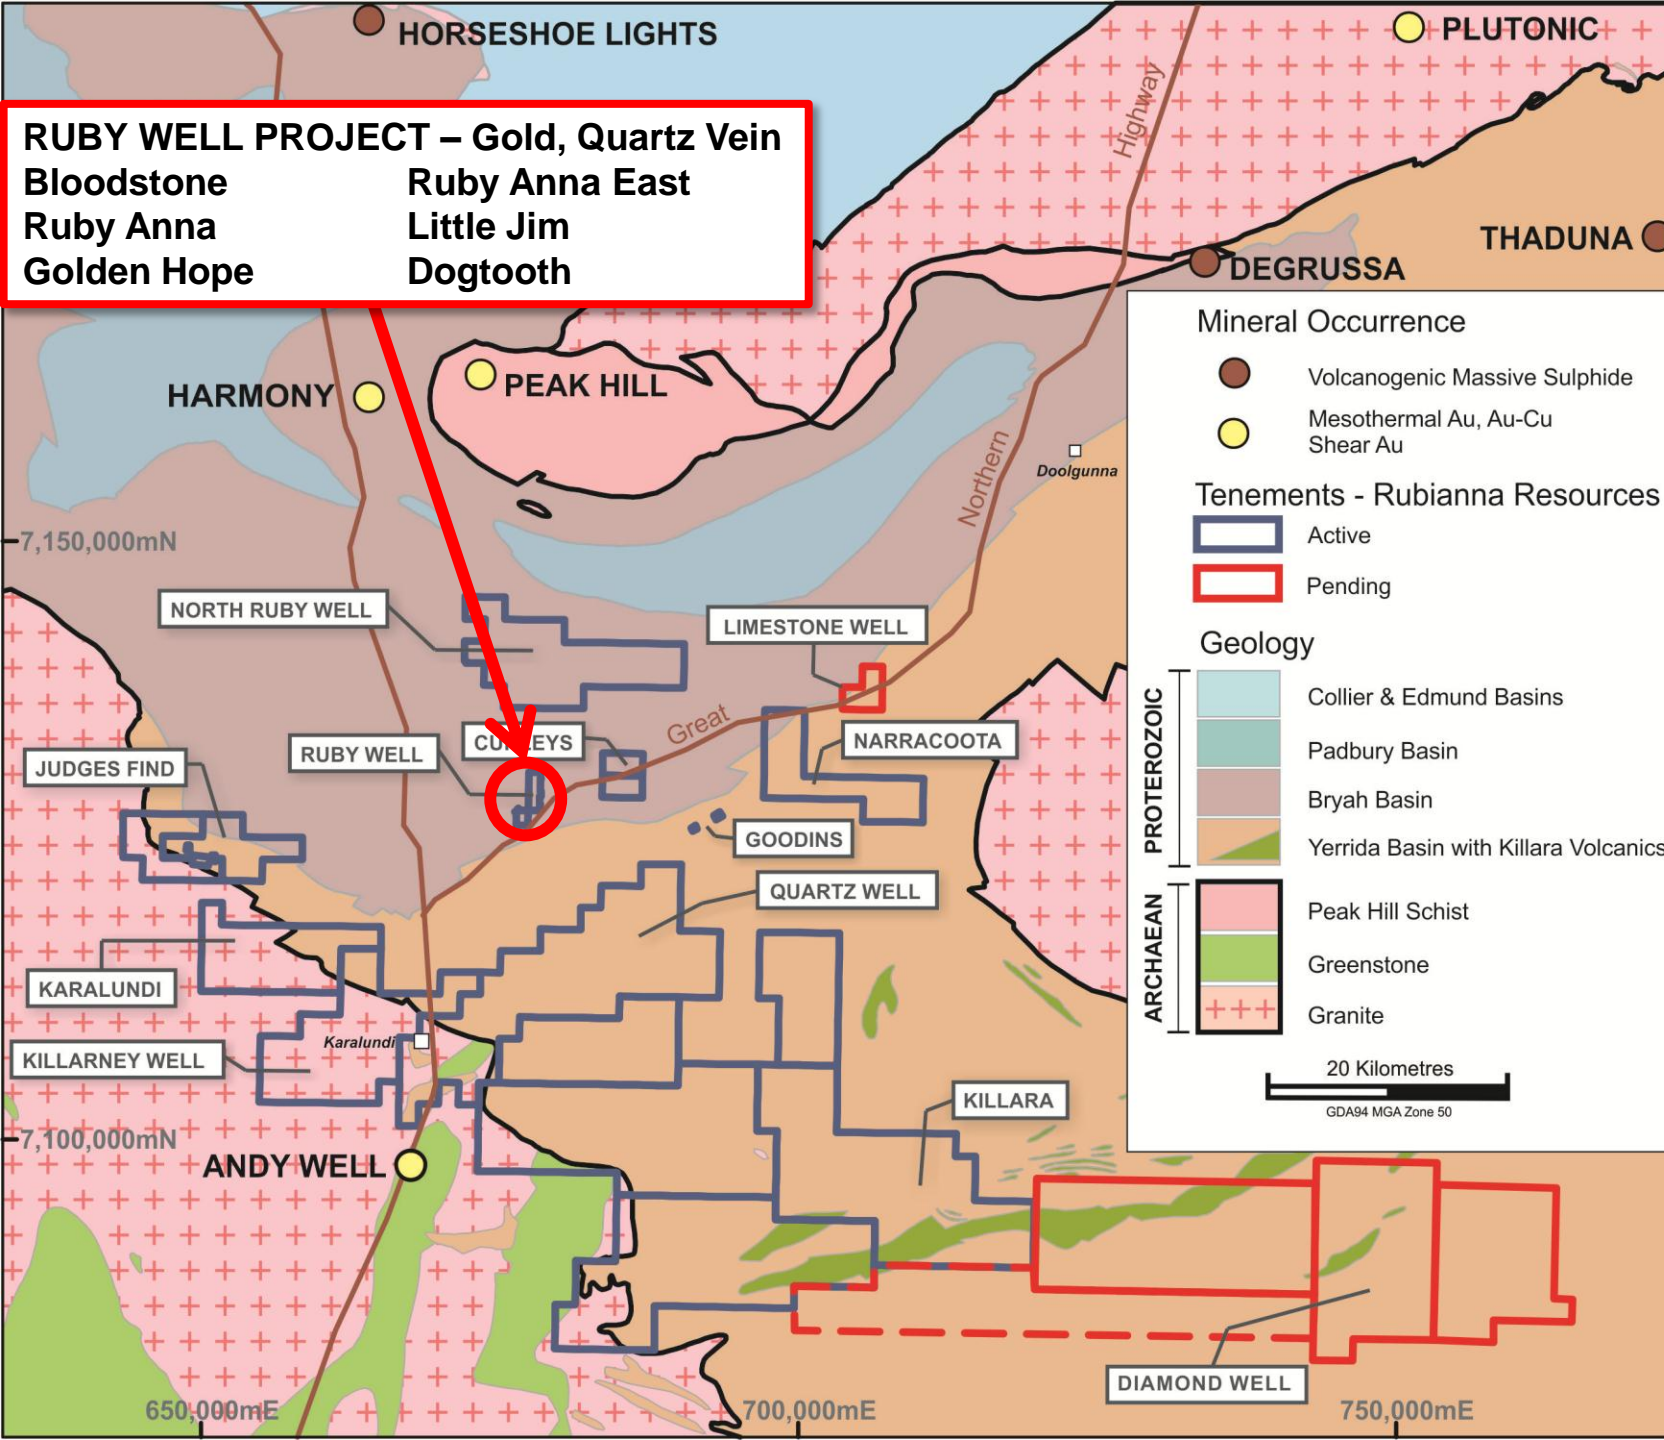 HORSESHOE LIGHTS
PLUTONIC
RUBY WELL PROJECT – Gold, Quartz Vein
Bloodstone Ruby Anna East
Ruby Anna Little Jim
Golden Hope Dogtooth
Highway
THADUNA
DEGRUSSA
HARMONY
PEAK HILL
Northern
Doolgunna
7,150,000mN
NORTH RUBY WELL
LIMESTONE WELL
Great
RUBY WELL
NARRACOOTA
JUDGES FIND
GOODINS
QUARTZ WELL
KARALUNDI
Karalundi
KILLARNEY WELL
KILLARA
7,100,000mN
ANDY WELL
DIAMOND WELL
650,000mE
700,000mE
750,000mE
Mineral Occurrence
Volcanogenic Massive Sulphide
Mesothermal Au, Au-Cu
Shear Au
Tenements - Rubianna Resources
Active
Pending
Geology
PROTEROZOIC
Collier & Edmund Basins
Padbury Basin
Bryah Basin
Yerrida Basin with Killara Volcanics
ARCHAEAN
Peak Hill Schist
Greenstone
Granite
20 Kilometres
GDA94 MGA Zone 50